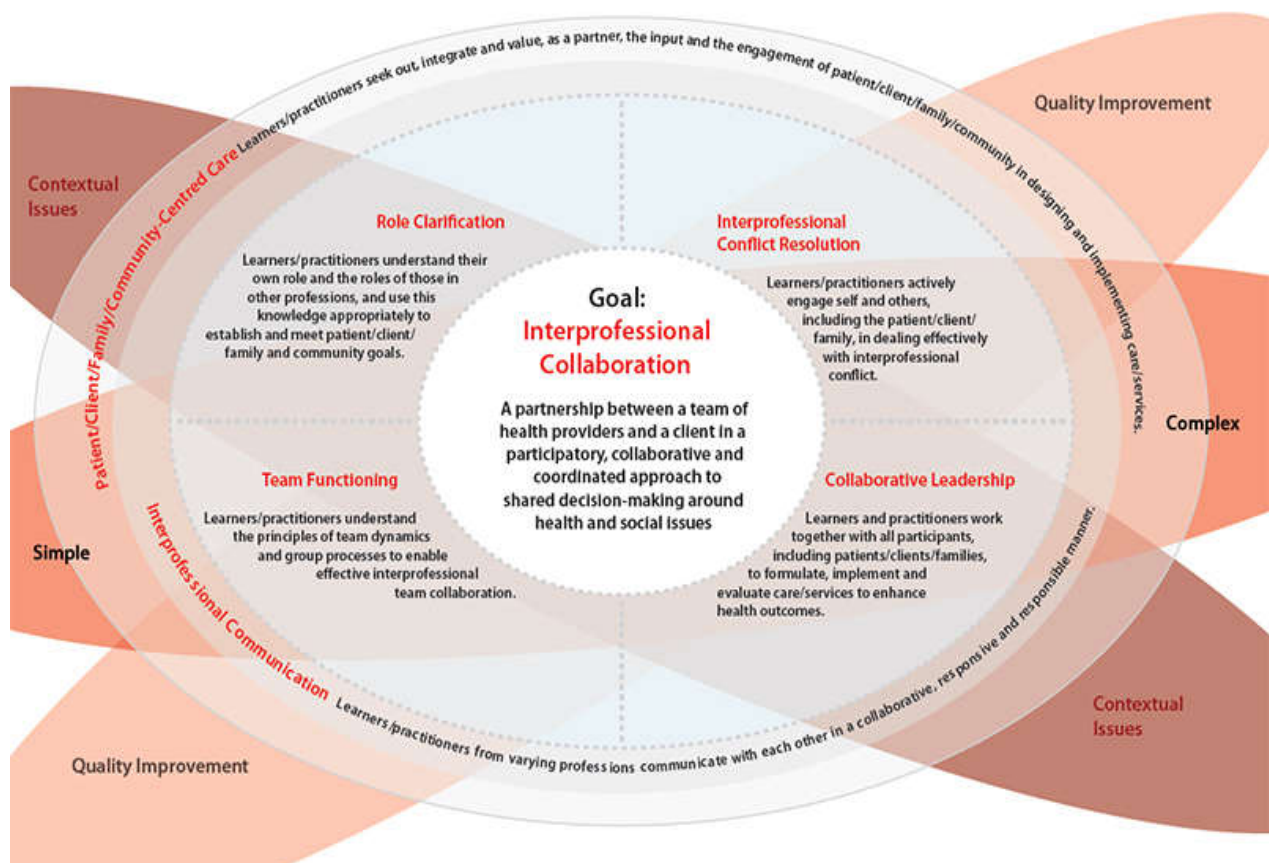 Patient/Client/Family/Community-Centred Care Learners/practitioners seek out, integrate and value, as a partner, the input and the engagement of patient/client/family/community in designing and implementing care/services.
Quality Improvement
Contextual
Issues
Role Clarification
Learners/practitioners understand their
own role and the roles of those in
other professions, and use this
knowledge appropriately to
establish and meet patient/client/
family and community goals.
Interprofessional
Conflict Resolution
Learners/practitioners actively
engage self and others,
including the patient/client/
family, in dealing effectively
with interprofessional
conflict.
Goal:
Interprofessional
Collaboration
A partnership between a team of
health providers and a client in a
participatory, collaborative and
coordinated approach to
shared decision-making around
health and social issues
Complex
Simple
Team Functioning
Learners/practitioners understand
the principles of team dynamics
and group processes to enable
effective interprofessional
team collaboration.
Collaborative Leadership
Learners and practitioners work
together with all participants,
including patients/clients/families,
to formulate, implement and
evaluate care/services to enhance
health outcomes.
Interprofessional Communication Learners/practitioners from varying professions communicate with each other in a collaborative, responsive and responsible manner.
Contextual
Issues
Quality Improvement